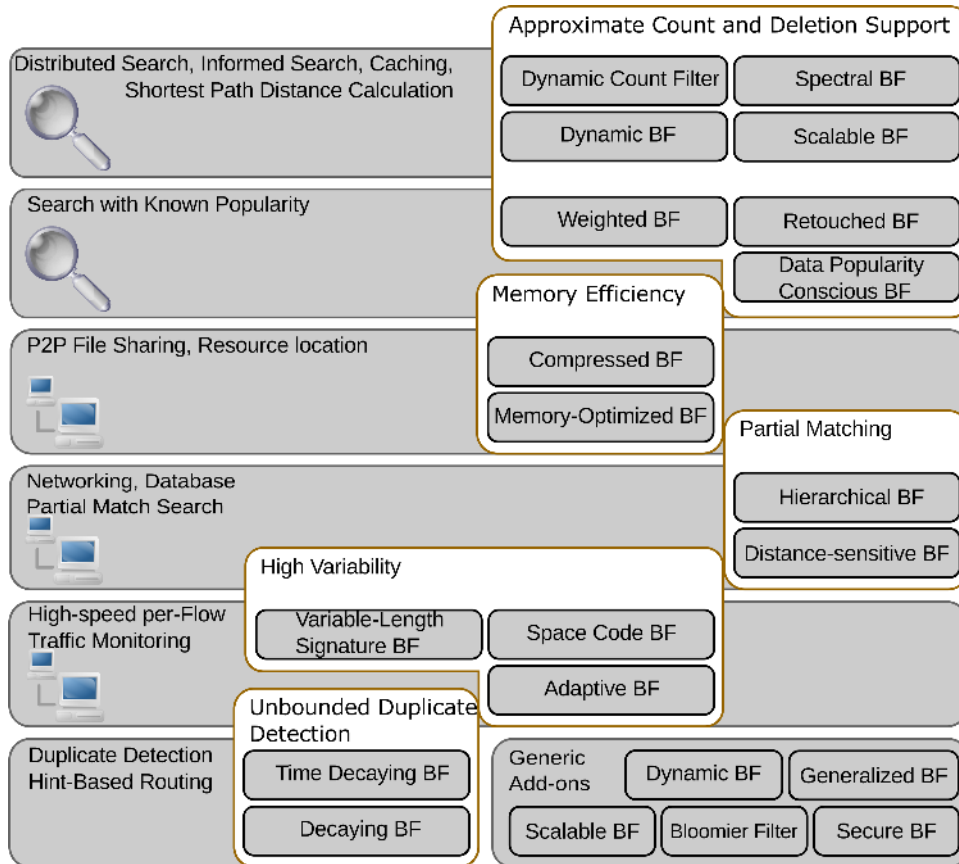 Approximate Count and Deletion Support
Distributed Search, Informed Search, Caching,
Shortest Path Distance Calculation
Dynamic Count Filter
Spectral BF
Dynamic BF
Scalable BF
Search with Known Popularity
Weighted BF
Retouched BF
Data Popularity
Conscious BF
Memory Efficiency
P2P File Sharing, Resource location
Compressed BF
Memory-Optimized BF
Partial Matching
Networking, Database
Partial Match Search
Hierarchical BF
Distance-sensitive BF
High Variability
High-speed per-Flow
Traffic Monitoring
Variable-Length
Signature BF
Space Code BF
Adaptive BF
Unbounded Duplicate
Detection
Duplicate Detection
Hint-Based Routing
Time Decaying BF
Decaying BF
Generic
Add-ons
Dynamic BF
Generalized BF
Scalable BF
Bloomier Filter
Secure BF